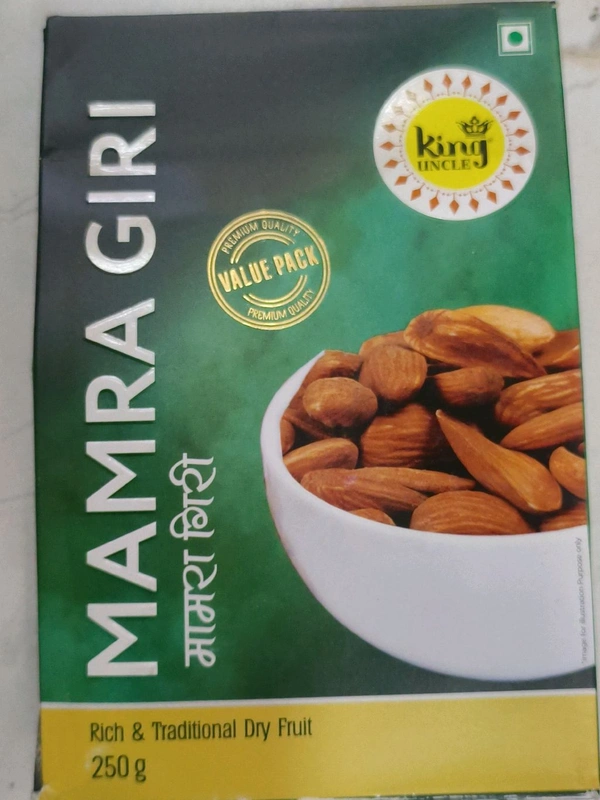 king
UNCLE
PREMIUM QUALITY
VALUE PACK
PREMIUM QUALITY
MAMRA GIRI
मामरा गिरी
Image for Illustration Purpose only
Rich & Traditional Dry Fruit
250 g